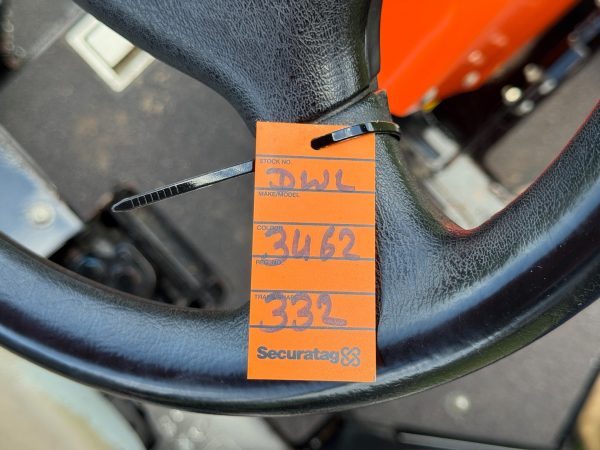 STOCK NO.
DWL
MAKE/MODEL
COLOUR
3462
REG. NO.
332
Securatag